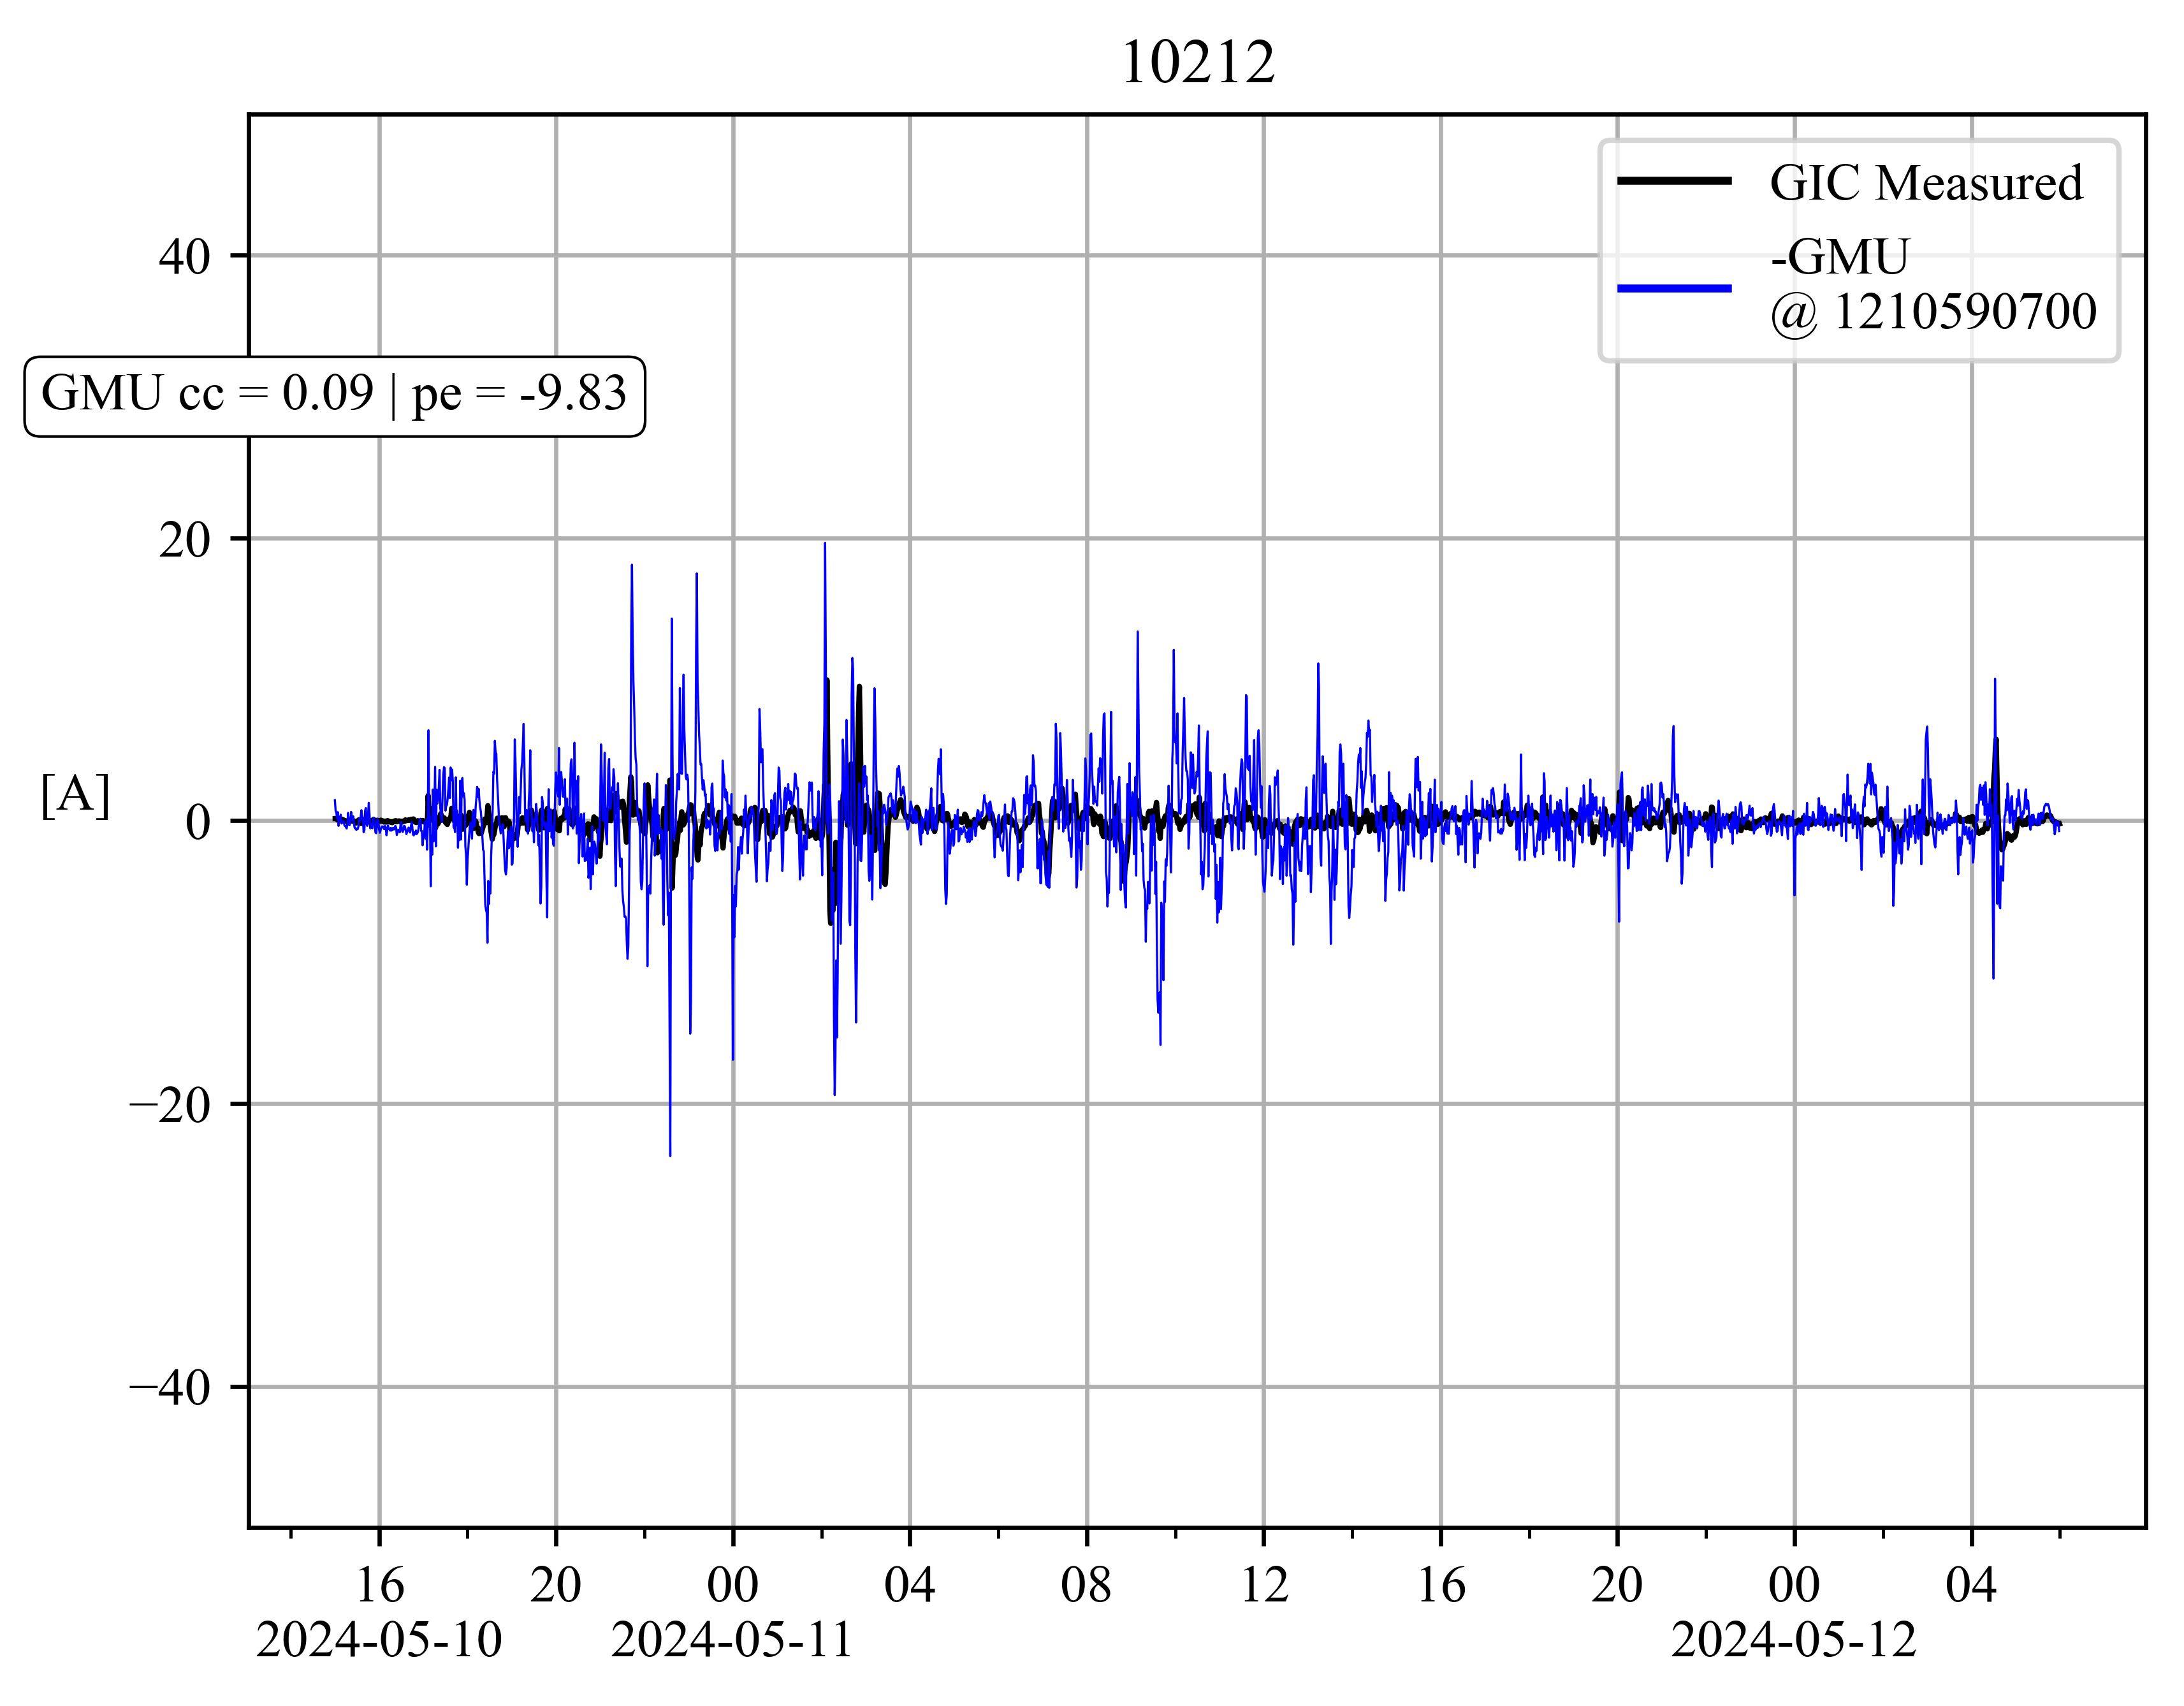 10212
GIC Measured
-GMU
@ 1210590700
GMU cc = 0.09 | pe = -9.83
[A]
40
20
0
−20
−40
16 20 00 04 08 12 16 20 00 04
2024-05-10 2024-05-11 2024-05-12